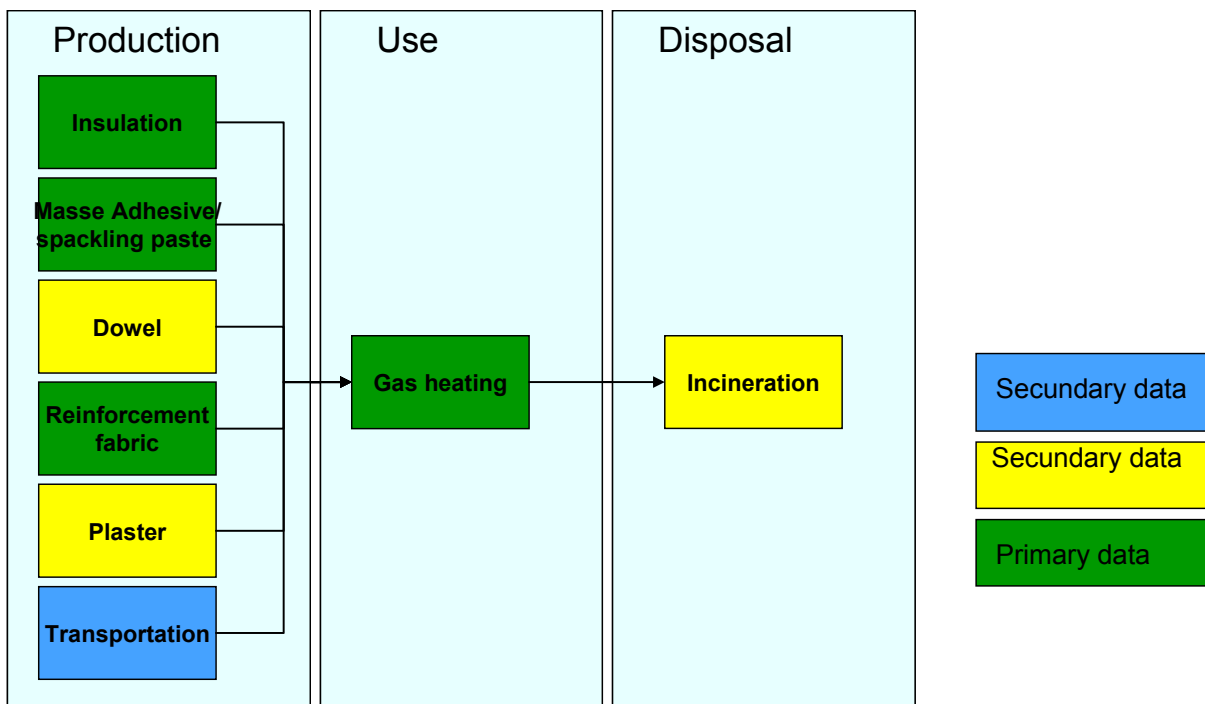 Production
Use
Disposal
Insulation
Masse Adhesive/
spackling paste
Dowel
Reinforcement
fabric
Plaster
Transportation
Gas heating
Incineration
Secundary data
Secundary data
Primary data